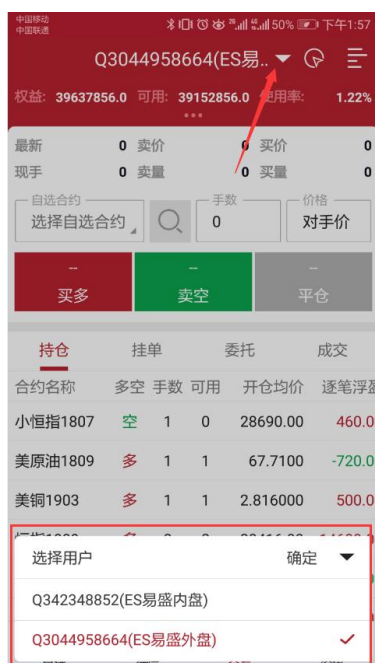 中国移动
中国联通
50% 下午1:57
Q3044958664(ES易..
权益: 39637856.0 可用: 39152856.0 使用率: 1.22%
最新 0 卖价 0 买价 0
现手 0 卖量 0 买量 0
自选合约 手数 价格
选择自选合约 0 对手价
-- -- --
买多 卖空 平仓
持仓 挂单 委托 成交
合约名称 多空 手数 可用 开仓均价 逐笔浮盈
小恒指1807 空 1 0 28690.00 460.0
美原油1809 多 1 1 67.7100 -720.0
美铜1903 多 1 1 2.816000 500.0
选择用户 确定
Q342348852(ES易盛内盘)
Q3044958664(ES易盛外盘)